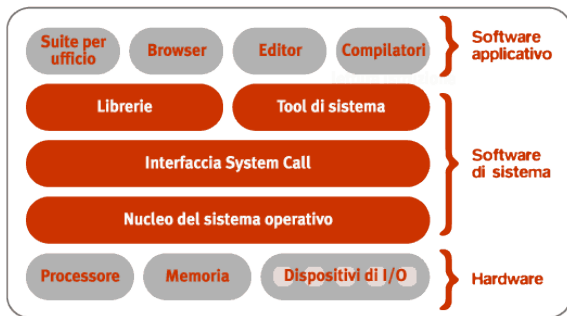 Suite per
ufficio
Browser
Editor
Compilatori
Software
applicativo
Librerie
Tool di sistema
Interfaccia System Call
Software
di sistema
Nucleo del sistema operativo
Processore
Memoria
Dispositivi di I/O
Hardware